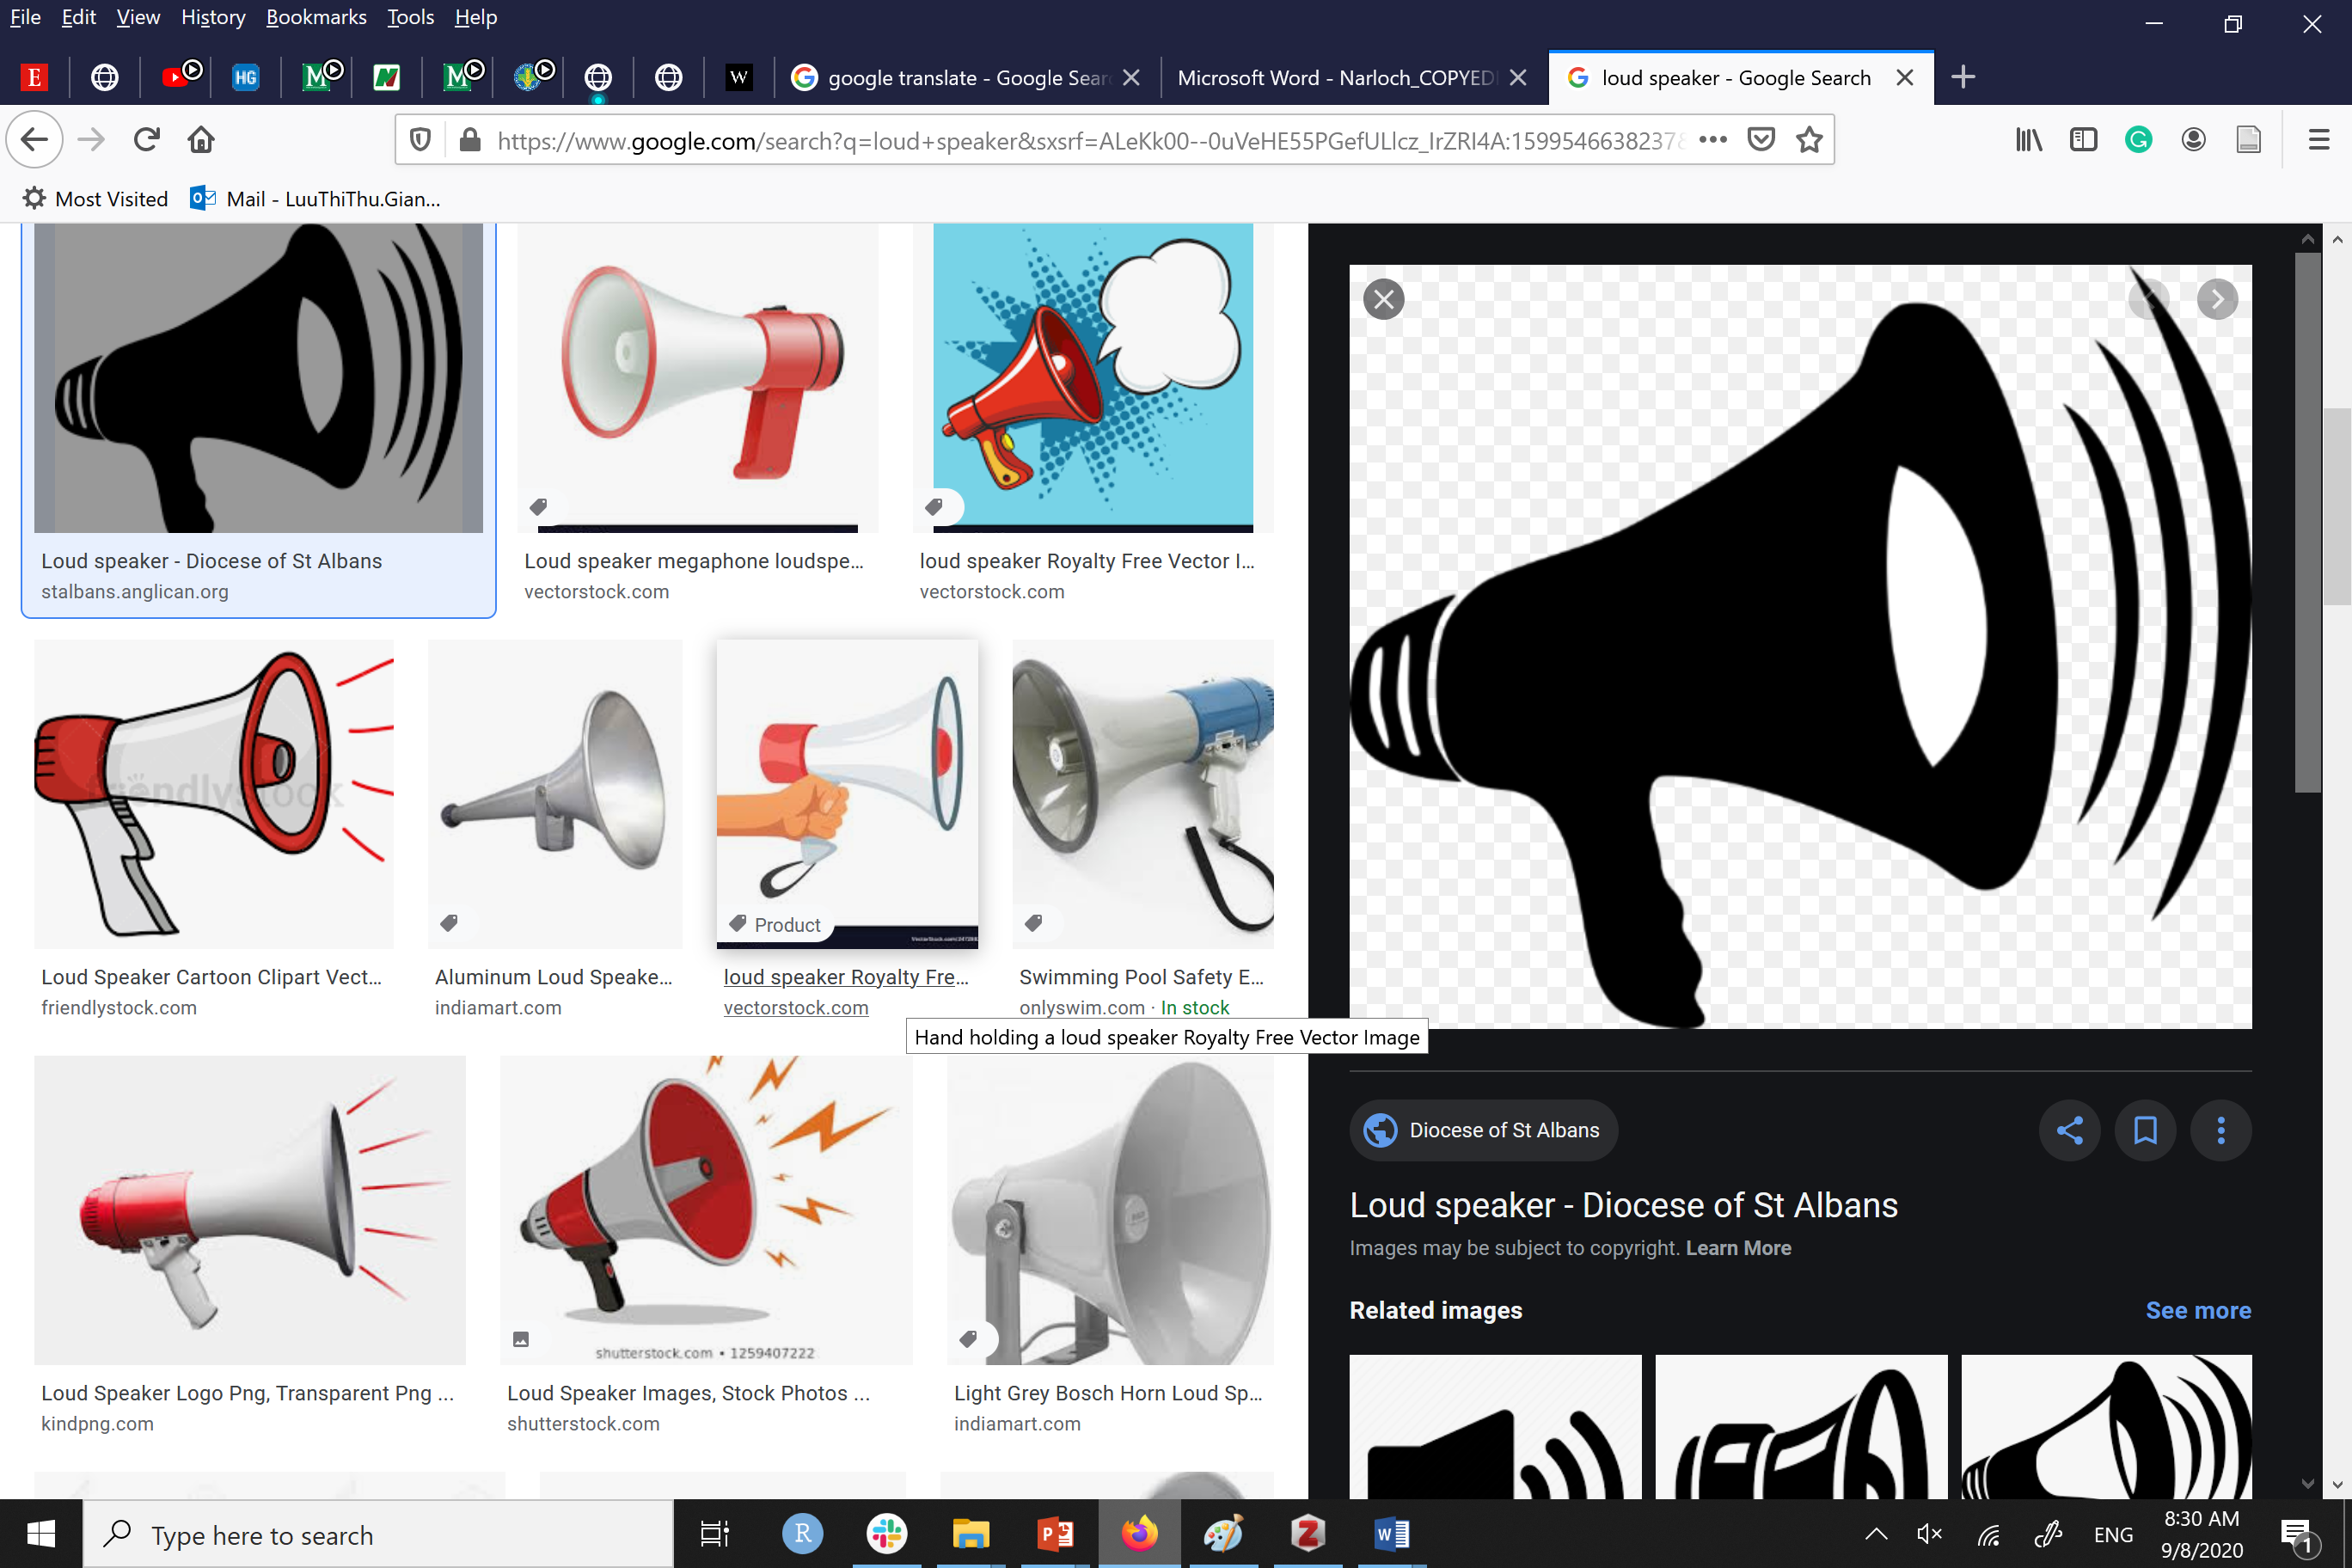 File Edit View History Bookmarks Tools Help
E HG M N M W google translate - Google Sear Microsoft Word - Narloch_COPYED loud speaker - Google Search
https://www.google.com/search?q=loud+speaker&sxsrf=ALeKk00--0uVeHE55PGefULlcz_IrZRI4A:1599546638237
Most Visited Mail - LuuThiThu.Gian...
Loud speaker - Diocese of St Albans
stalbans.anglican.org
Loud speaker megaphone loudspe...
vectorstock.com
loud speaker Royalty Free Vector I...
vectorstock.com
friendlystock
Loud Speaker Cartoon Clipart Vect...
friendlystock.com
Aluminum Loud Speake...
indiamart.com
Product
loud speaker Royalty Fre...
vectorstock.com
Swimming Pool Safety E...
onlyswim.com · In stock
Hand holding a loud speaker Royalty Free Vector Image
Loud Speaker Logo Png, Transparent Png ...
kindpng.com
shutterstock.com • 1259407222
Loud Speaker Images, Stock Photos ...
shutterstock.com
Light Grey Bosch Horn Loud Sp...
indiamart.com
Diocese of St Albans
Loud speaker - Diocese of St Albans
Images may be subject to copyright. Learn More
Related images See more
Type here to search
R P Z W
ENG
8:30 AM
9/8/2020
1